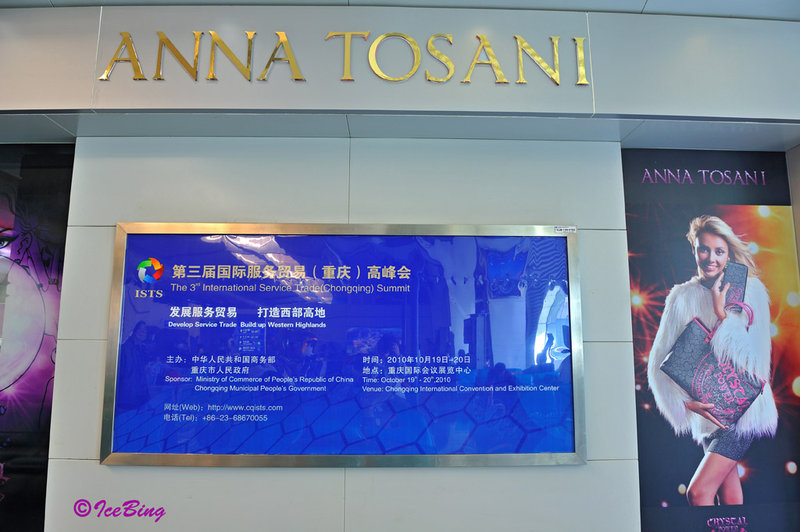 ANNA TOSANI
ANNA TOSANI
ISTS
第三届国际服务贸易（重庆）高峰会
The 3rd International Service Trade(Chongqing) Summit
发展服务贸易 打造西部高地
Develop Service Trade Build up Western Highlands
主办：中华人民共和国商务部
重庆市人民政府
Sponsor: Ministry of Commerce of People's Republic of China
Chongqing Municipal People's Government
时间：2010年10月19日-20日
地点：重庆国际会议展览中心
Time: October 19th - 20th,2010
Venue: Chongqing International Convention and Exhibition Center
网址(Web)：http://www.cqists.com
电话(Tel)：+86-23-68670055
CRYSTAL
©IceBing